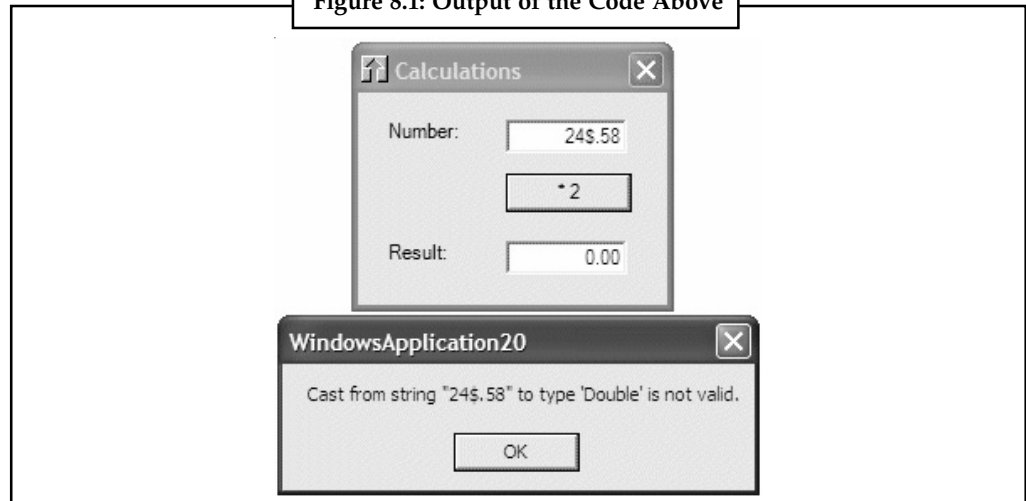 Figure 8.1: Output of the Code Above
Calculations
Number:
24$.58
* 2
Result:
0.00
WindowsApplication20
Cast from string "24$.58" to type 'Double' is not valid.
OK